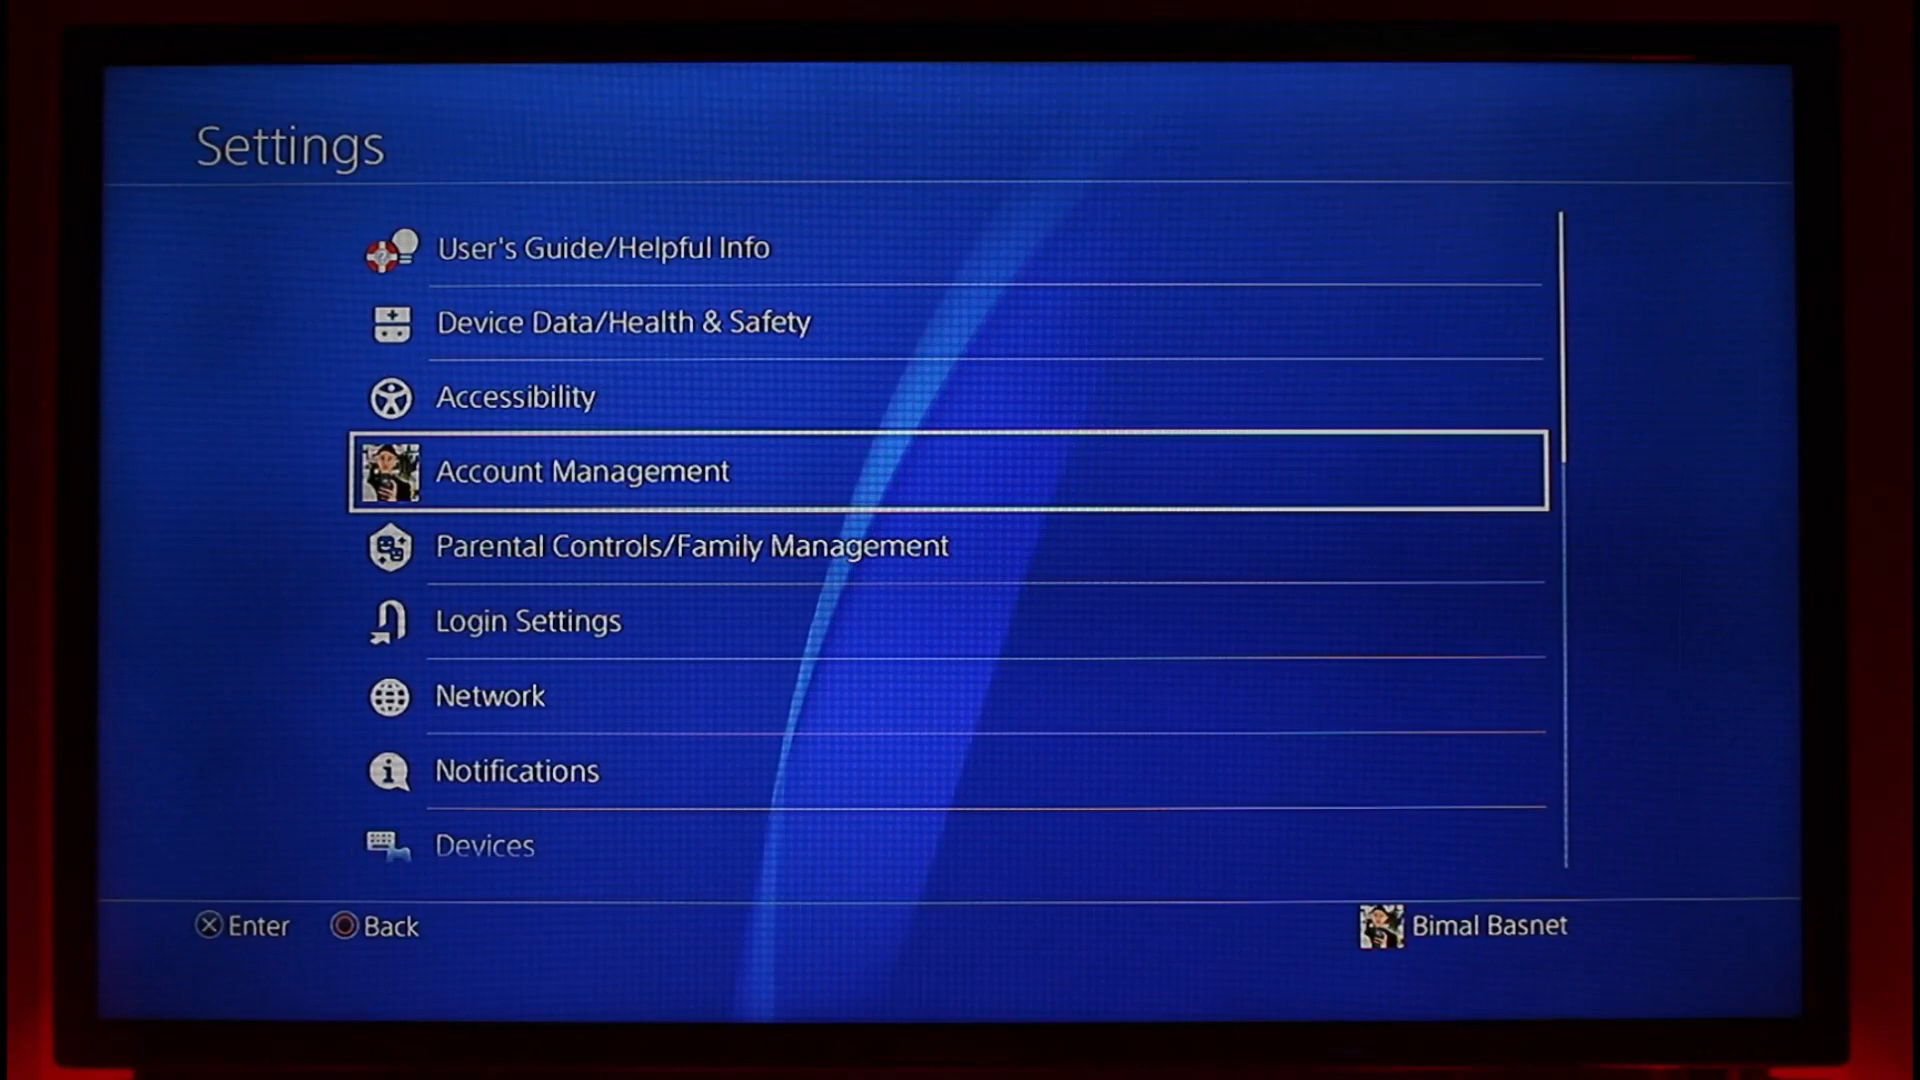 Settings
User's Guide/Helpful Info
Device Data/Health & Safety
Accessibility
Account Management
Parental Controls/Family Management
Login Settings
Network
Notifications
Devices
Enter
Back
Bimal Basnet